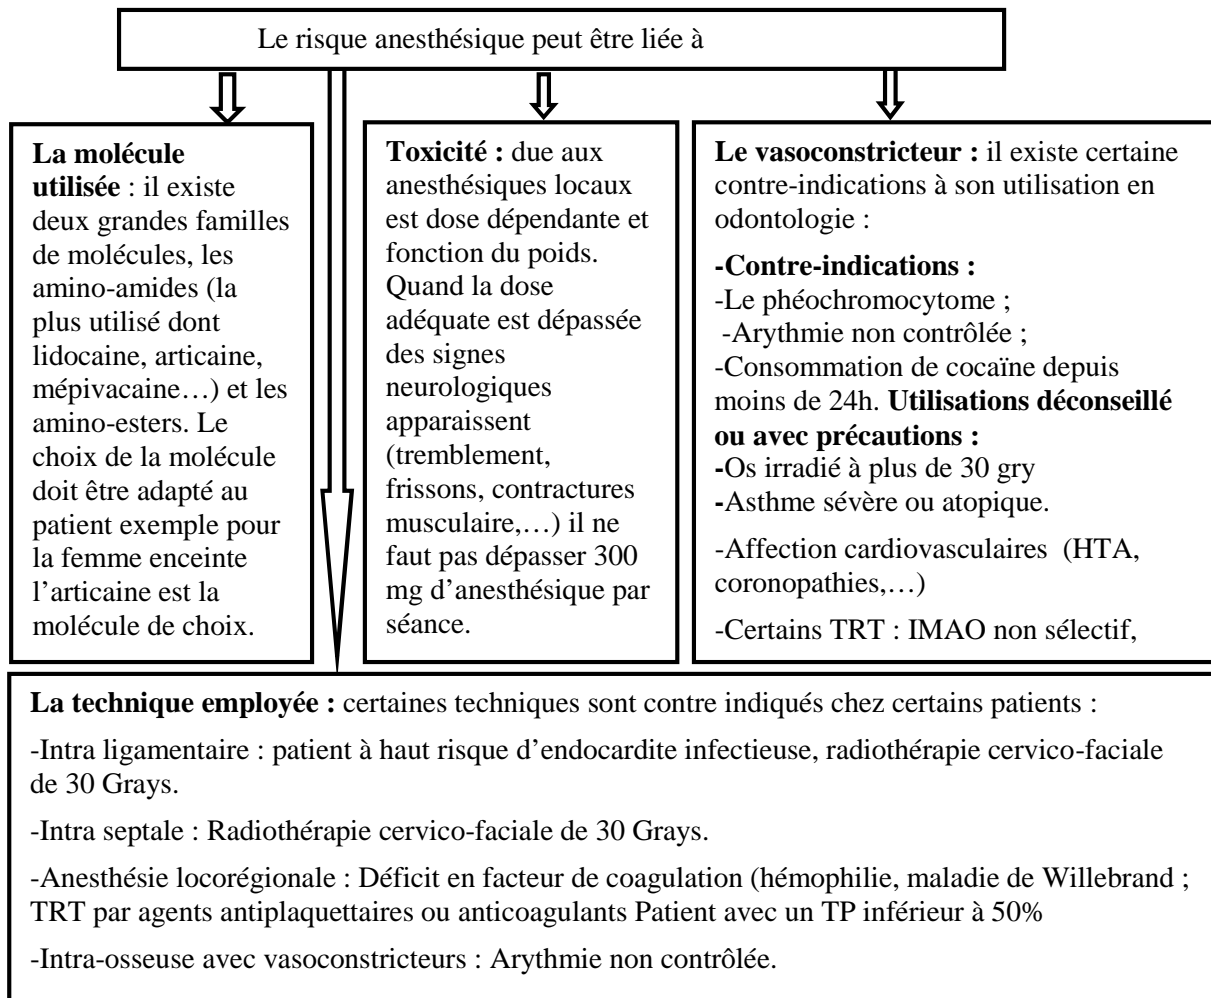 Le risque anesthésique peut être liée à
La molécule
utilisée : il existe
deux grandes familles
de molécules, les
amino-amides (la
plus utilisé dont
lidocaine, articaine,
mépivacaine…) et les
amino-esters. Le
choix de la molécule
doit être adapté au
patient exemple pour
la femme enceinte
l’articaine est la
molécule de choix.
Toxicité : due aux
anesthésiques locaux
est dose dépendante et
fonction du poids.
Quand la dose
adéquate est dépassée
des signes
neurologiques
apparaissent
(tremblement,
frissons, contractures
musculaire,…) il ne
faut pas dépasser 300
mg d’anesthésique par
séance.
Le vasoconstricteur : il existe certaine
contre-indications à son utilisation en
odontologie :
-Contre-indications :
-Le phéochromocytome ;
-Arythmie non contrôlée ;
-Consommation de cocaïne depuis
moins de 24h. Utilisations déconseillé
ou avec précautions :
-Os irradié à plus de 30 gry
-Asthme sévère ou atopique.
-Affection cardiovasculaires (HTA,
coronopathies,…)
-Certains TRT : IMAO non sélectif,
La technique employée : certaines techniques sont contre indiqués chez certains patients :
-Intra ligamentaire : patient à haut risque d’endocardite infectieuse, radiothérapie cervico-faciale
de 30 Grays.
-Intra septale : Radiothérapie cervico-faciale de 30 Grays.
-Anesthésie locorégionale : Déficit en facteur de coagulation (hémophilie, maladie de Willebrand ;
TRT par agents antiplaquettaires ou anticoagulants Patient avec un TP inférieur à 50%
-Intra-osseuse avec vasoconstricteurs : Arythmie non contrôlée.